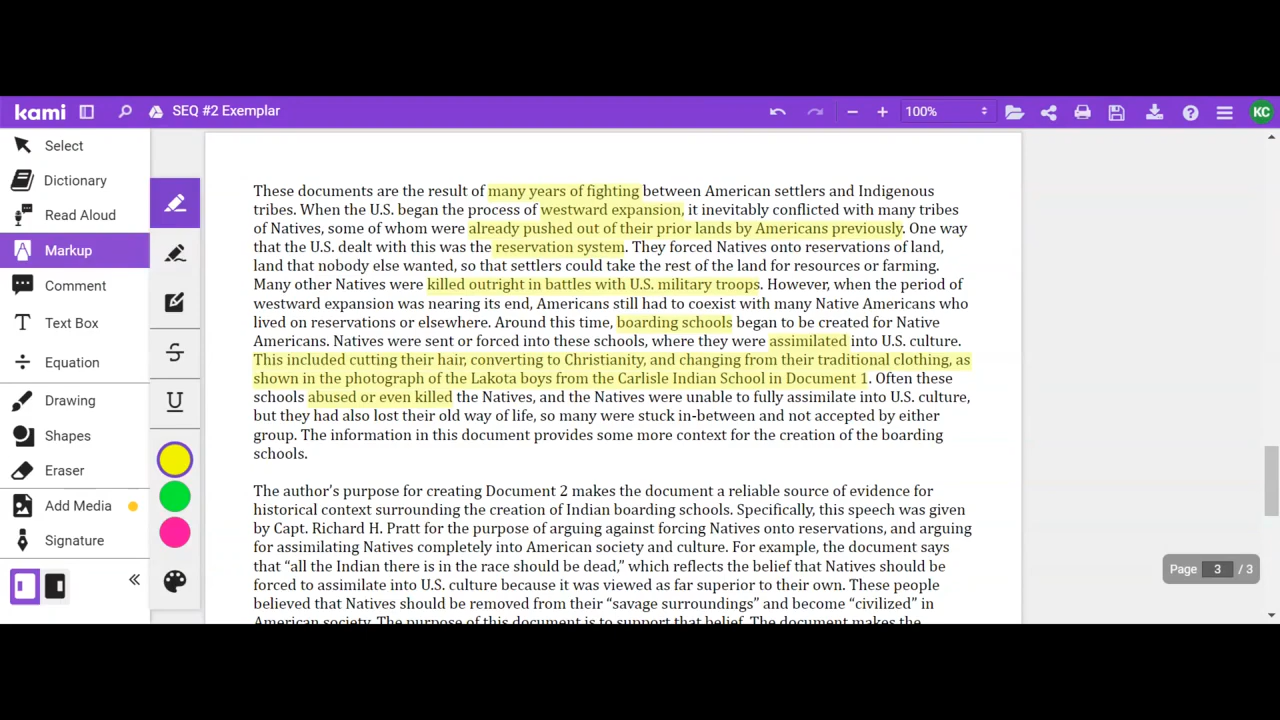 kami
SEQ #2 Exemplar
100%
KC
Select
Dictionary
Read Aloud
Markup
Comment
Text Box
Equation
Drawing
Shapes
Eraser
Add Media
Signature
These documents are the result of many years of fighting between American settlers and Indigenous
tribes. When the U.S. began the process of westward expansion, it inevitably conflicted with many tribes
of Natives, some of whom were already pushed out of their prior lands by Americans previously. One way
that the U.S. dealt with this was the reservation system. They forced Natives onto reservations of land,
land that nobody else wanted, so that settlers could take the rest of the land for resources or farming.
Many other Natives were killed outright in battles with U.S. military troops. However, when the period of
westward expansion was nearing its end, Americans still had to coexist with many Native Americans who
lived on reservations or elsewhere. Around this time, boarding schools began to be created for Native
Americans. Natives were sent or forced into these schools, where they were assimilated into U.S. culture.
This included cutting their hair, converting to Christianity, and changing from their traditional clothing, as
shown in the photograph of the Lakota boys from the Carlisle Indian School in Document 1. Often these
schools abused or even killed the Natives, and the Natives were unable to fully assimilate into U.S. culture,
but they had also lost their old way of life, so many were stuck in-between and not accepted by either
group. The information in this document provides some more context for the creation of the boarding
schools.
The author's purpose for creating Document 2 makes the document a reliable source of evidence for
historical context surrounding the creation of Indian boarding schools. Specifically, this speech was given
by Capt. Richard H. Pratt for the purpose of arguing against forcing Natives onto reservations, and arguing
for assimilating Natives completely into American society and culture. For example, the document says
that “all the Indian there is in the race should be dead,” which reflects the belief that Natives should be
forced to assimilate into U.S. culture because it was viewed as far superior to their own. These people
believed that Natives should be removed from their “savage surroundings” and become “civilized” in
American society. The purpose of this document is to support that belief. The document makes the
Page 3 / 3